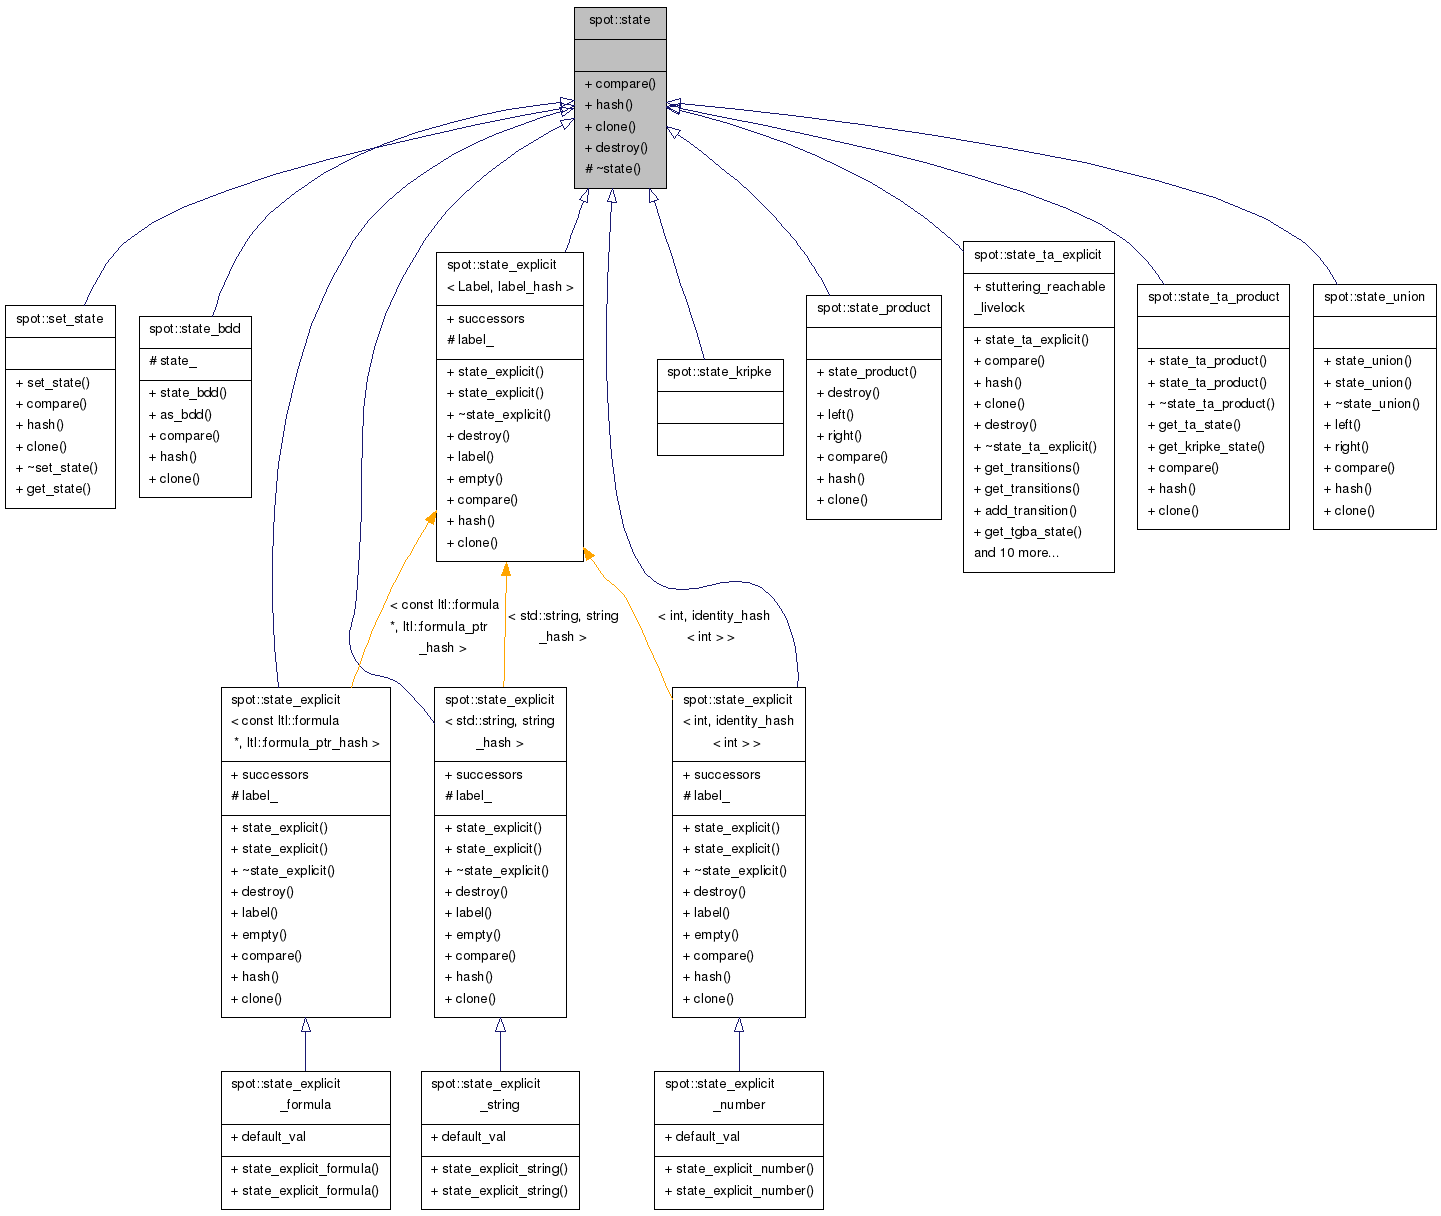 spot::state
+ compare()
+ hash()
+ clone()
+ destroy()
# ~state()
spot::set_state
+ set_state()
+ compare()
+ hash()
+ clone()
+ ~set_state()
+ get_state()
spot::state_bdd
# state_
+ state_bdd()
+ as_bdd()
+ compare()
+ hash()
+ clone()
spot::state_explicit
< Label, label_hash >
+ successors
# label_
+ state_explicit()
+ state_explicit()
+ ~state_explicit()
+ destroy()
+ label()
+ empty()
+ compare()
+ hash()
+ clone()
spot::state_kripke
spot::state_product
+ state_product()
+ destroy()
+ left()
+ right()
+ compare()
+ hash()
+ clone()
spot::state_ta_explicit
+ stuttering_reachable
_livelock
+ state_ta_explicit()
+ compare()
+ hash()
+ clone()
+ destroy()
+ ~state_ta_explicit()
+ get_transitions()
+ get_transitions()
+ add_transition()
+ get_tgba_state()
and 10 more...
spot::state_ta_product
+ state_ta_product()
+ state_ta_product()
+ ~state_ta_product()
+ get_ta_state()
+ get_kripke_state()
+ compare()
+ hash()
+ clone()
spot::state_union
+ state_union()
+ state_union()
+ ~state_union()
+ left()
+ right()
+ compare()
+ hash()
+ clone()
< const ltl::formula
*, ltl::formula_ptr
_hash >
< std::string, string
_hash >
< int, identity_hash
< int > >
spot::state_explicit
< const ltl::formula
*, ltl::formula_ptr_hash >
+ successors
# label_
+ state_explicit()
+ state_explicit()
+ ~state_explicit()
+ destroy()
+ label()
+ empty()
+ compare()
+ hash()
+ clone()
spot::state_explicit
< std::string, string
_hash >
+ successors
# label_
+ state_explicit()
+ state_explicit()
+ ~state_explicit()
+ destroy()
+ label()
+ empty()
+ compare()
+ hash()
+ clone()
spot::state_explicit
< int, identity_hash
< int > >
+ successors
# label_
+ state_explicit()
+ state_explicit()
+ ~state_explicit()
+ destroy()
+ label()
+ empty()
+ compare()
+ hash()
+ clone()
spot::state_explicit
_formula
+ default_val
+ state_explicit_formula()
+ state_explicit_formula()
spot::state_explicit
_string
+ default_val
+ state_explicit_string()
+ state_explicit_string()
spot::state_explicit
_number
+ default_val
+ state_explicit_number()
+ state_explicit_number()